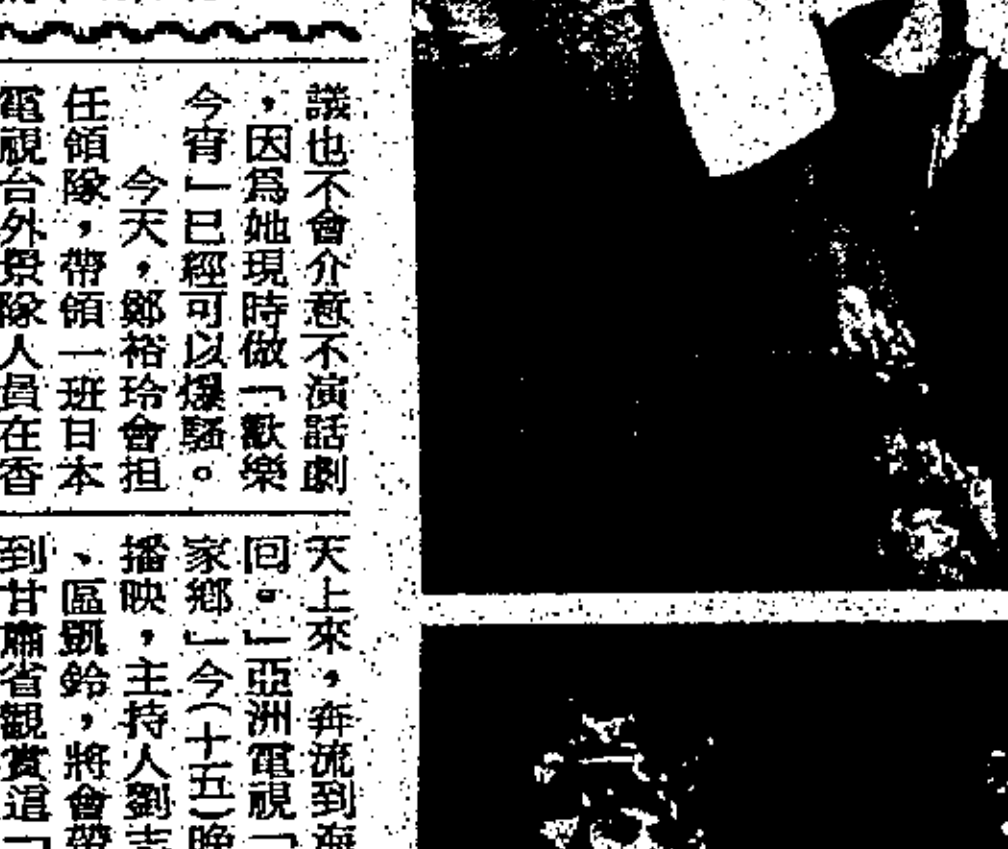 議也不會介意不演話劇
，因爲她現時做「歡樂
今宵」已經可以爆騷。
今天，鄭裕玲會担
任領隊，帶領一班日本
電視台外景隊人員在香
天上來，奔流到海
回。」亞洲電視「
家鄉」今（十五）晚
播映，主持人劉志
、區凱鈴，將會帶
到甘肅省觀賞這「